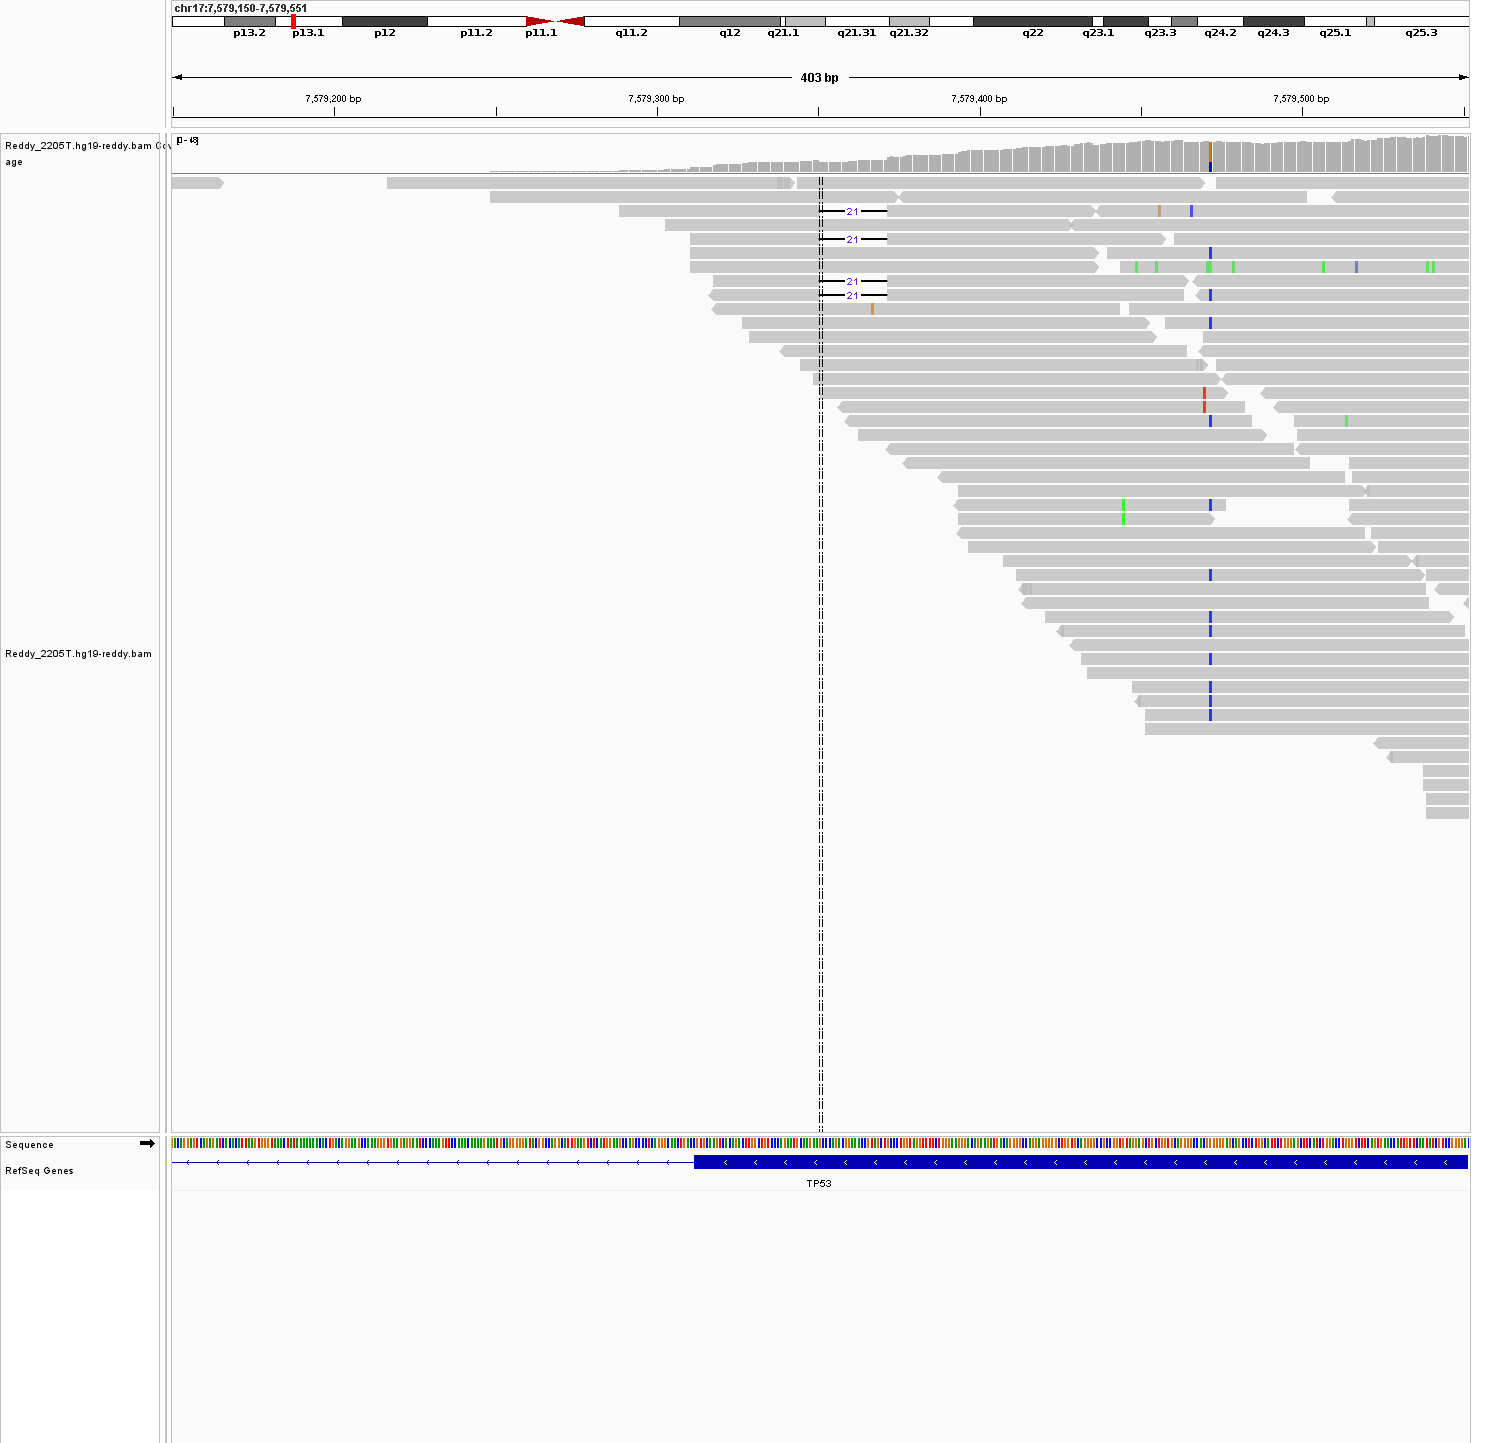 chr17:7,579,150-7,579,551
p13.2 p13.1 p12 p11.2 p11.1 q11.2 q12 q21.1 q21.31 q21.32 q22 q23.1 q23.3 q24.2 q24.3 q25.1 q25.3
403 bp
7,579,200 bp 7,579,300 bp 7,579,400 bp 7,579,500 bp
Reddy_2205T.hg19-reddy.bam Cov
age
21
21
21
21
Reddy_2205T.hg19-reddy.bam
Sequence
RefSeq Genes
TP53